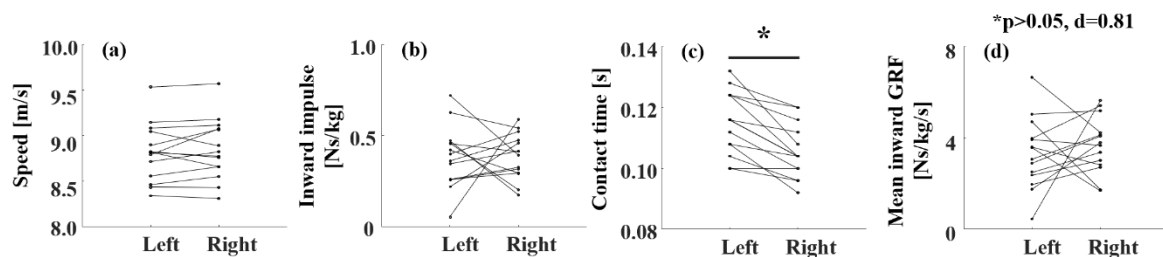 *p>0.05, d=0.81
(a)
Speed [m/s]
10.0
9.5
9.0
8.5
8.0
Left Right
(b)
Inward impulse
[Ns/kg]
1.0
0.5
0
Left Right
(c)
*
Contact time [s]
0.14
0.12
0.10
0.08
Left Right
(d)
Mean inward GRF
[Ns/kg/s]
8
4
0
Left Right